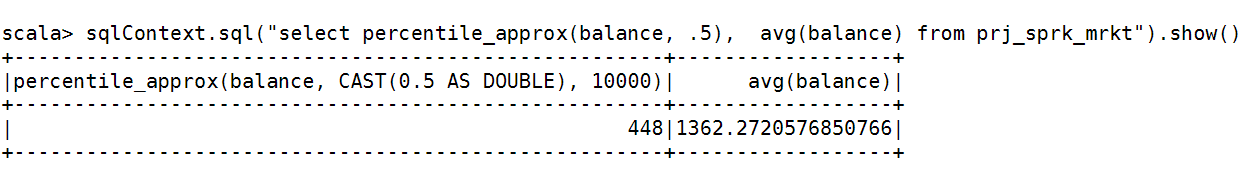 scala> sqlContext.sql("select percentile_approx(balance, .5),  avg(balance) from prj_sprk_mrkt").show()
+-----------------------------------------------------+------------------+
|percentile_approx(balance, CAST(0.5 AS DOUBLE), 10000)|      avg(balance)|
+-----------------------------------------------------+------------------+
|                                                   448|1362.2720576850766|
+-----------------------------------------------------+------------------+